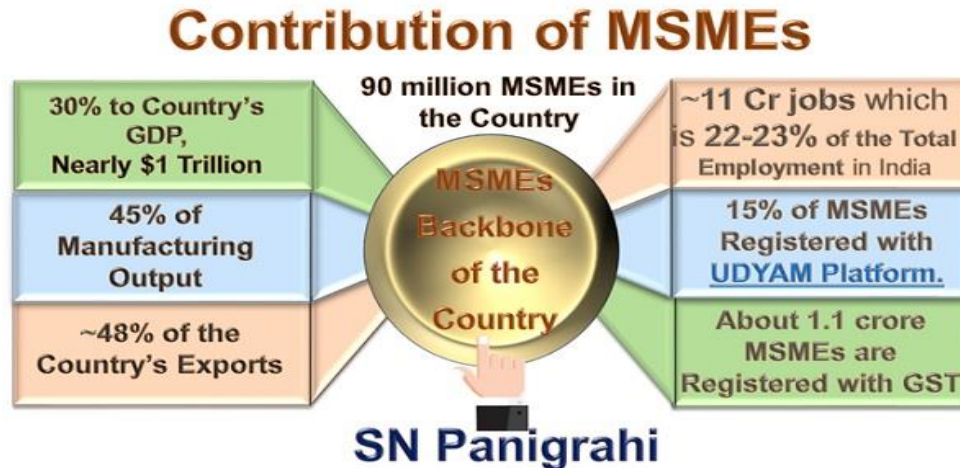 Contribution of MSMEs
30% to Country's
GDP,
Nearly $1 Trillion
45% of
Manufacturing
Output
~48% of the
Country's Exports
90 million MSMEs in
the Country
MSMEs
Backbone
of the
Country
~11 Cr jobs which
is 22-23% of the Total
Employment in India
15% of MSMEs
Registered with
UDYAM Platform.
About 1.1 crore
MSMEs are
Registered with GST
SN Panigrahi